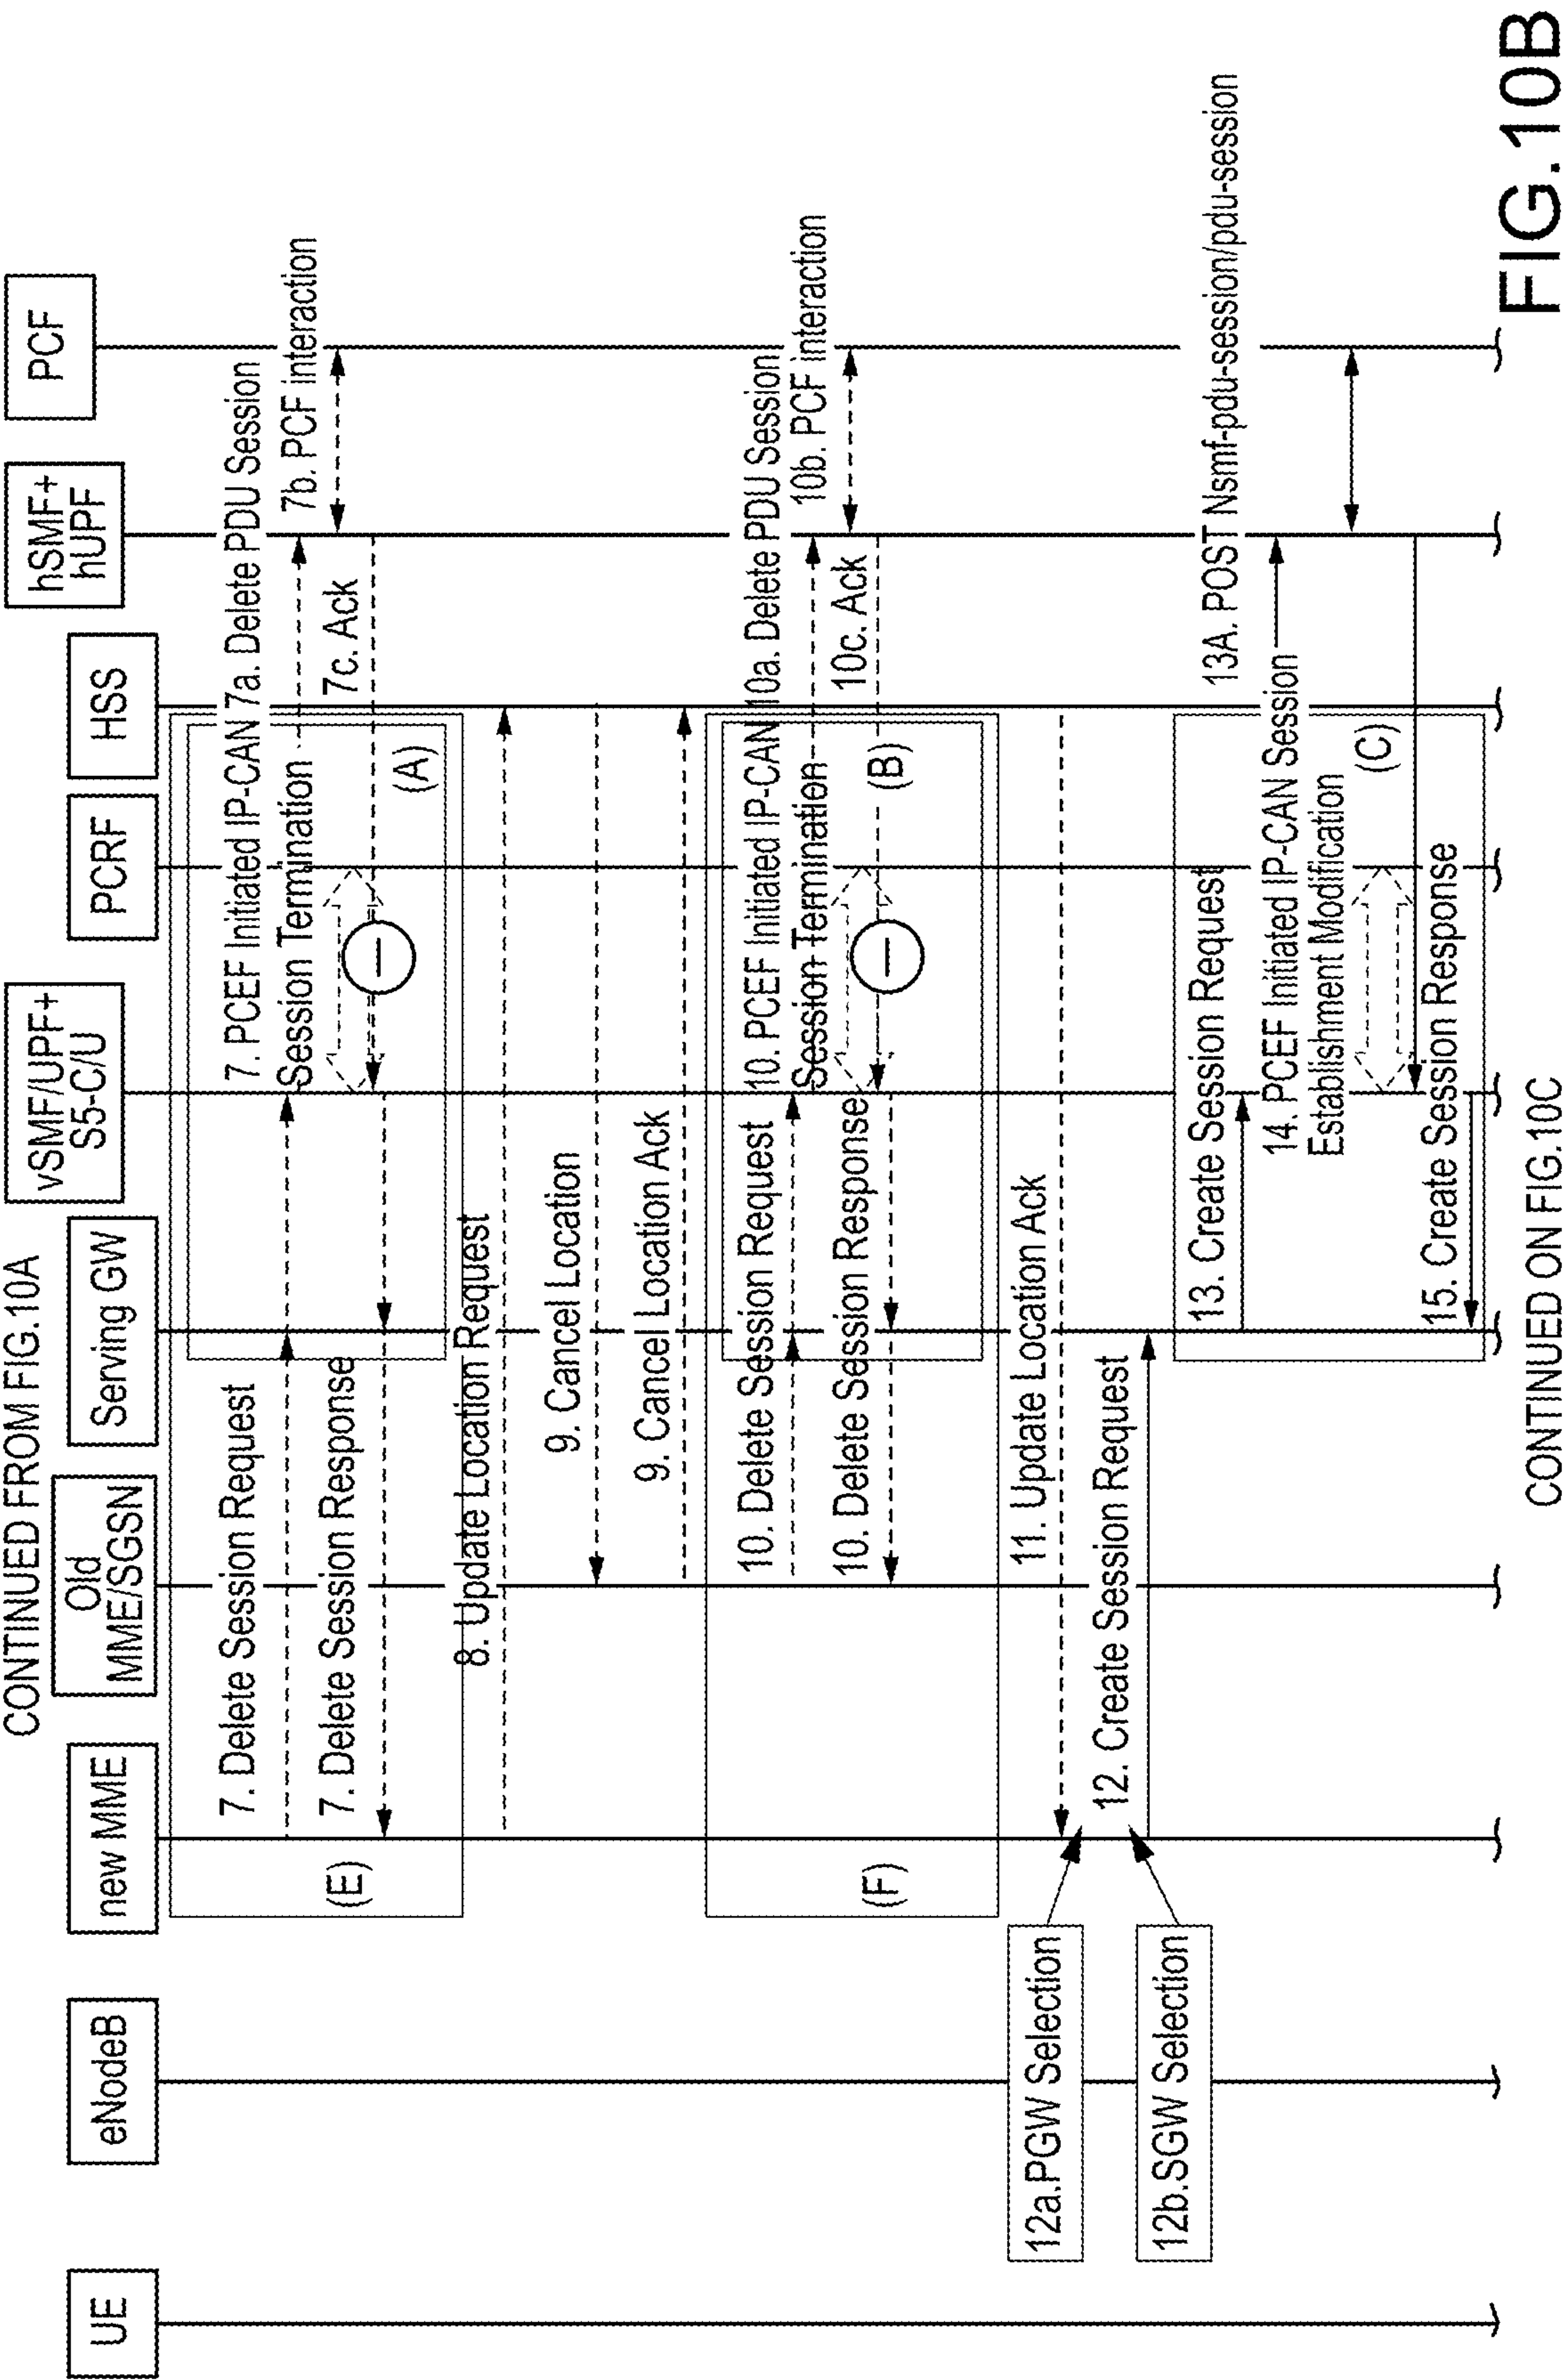 CONTINUED FROM FIG.10A
UE
eNodeB
new MME
Old
MME/SGSN
Serving GW
vSMF/UPF+
S5-C/U
PCRF
HSS
hSMF+
hUPF
PCF
7. Delete Session Request
7. PCEF Initiated IP-CAN
Session Termination
7a. Delete PDU Session
7b. PCF interaction
7c. Ack
7. Delete Session Response
(E)
(A)
8. Update Location Request
9. Cancel Location
9. Cancel Location Ack
10. Delete Session Request
10. PCEF Initiated IP-CAN
Session Termination
10a. Delete PDU Session
10b. PCF interaction
10c. Ack
10. Delete Session Response
(F)
(B)
11. Update Location Ack
12a.PGW Selection
12. Create Session Request
12b.SGW Selection
13. Create Session Request
13A. POST Nsmf-pdu-session/pdu-session
14. PCEF Initiated IP-CAN Session
Establishment Modification
(C)
15. Create Session Response
CONTINUED ON FIG.10C
FIG.10B